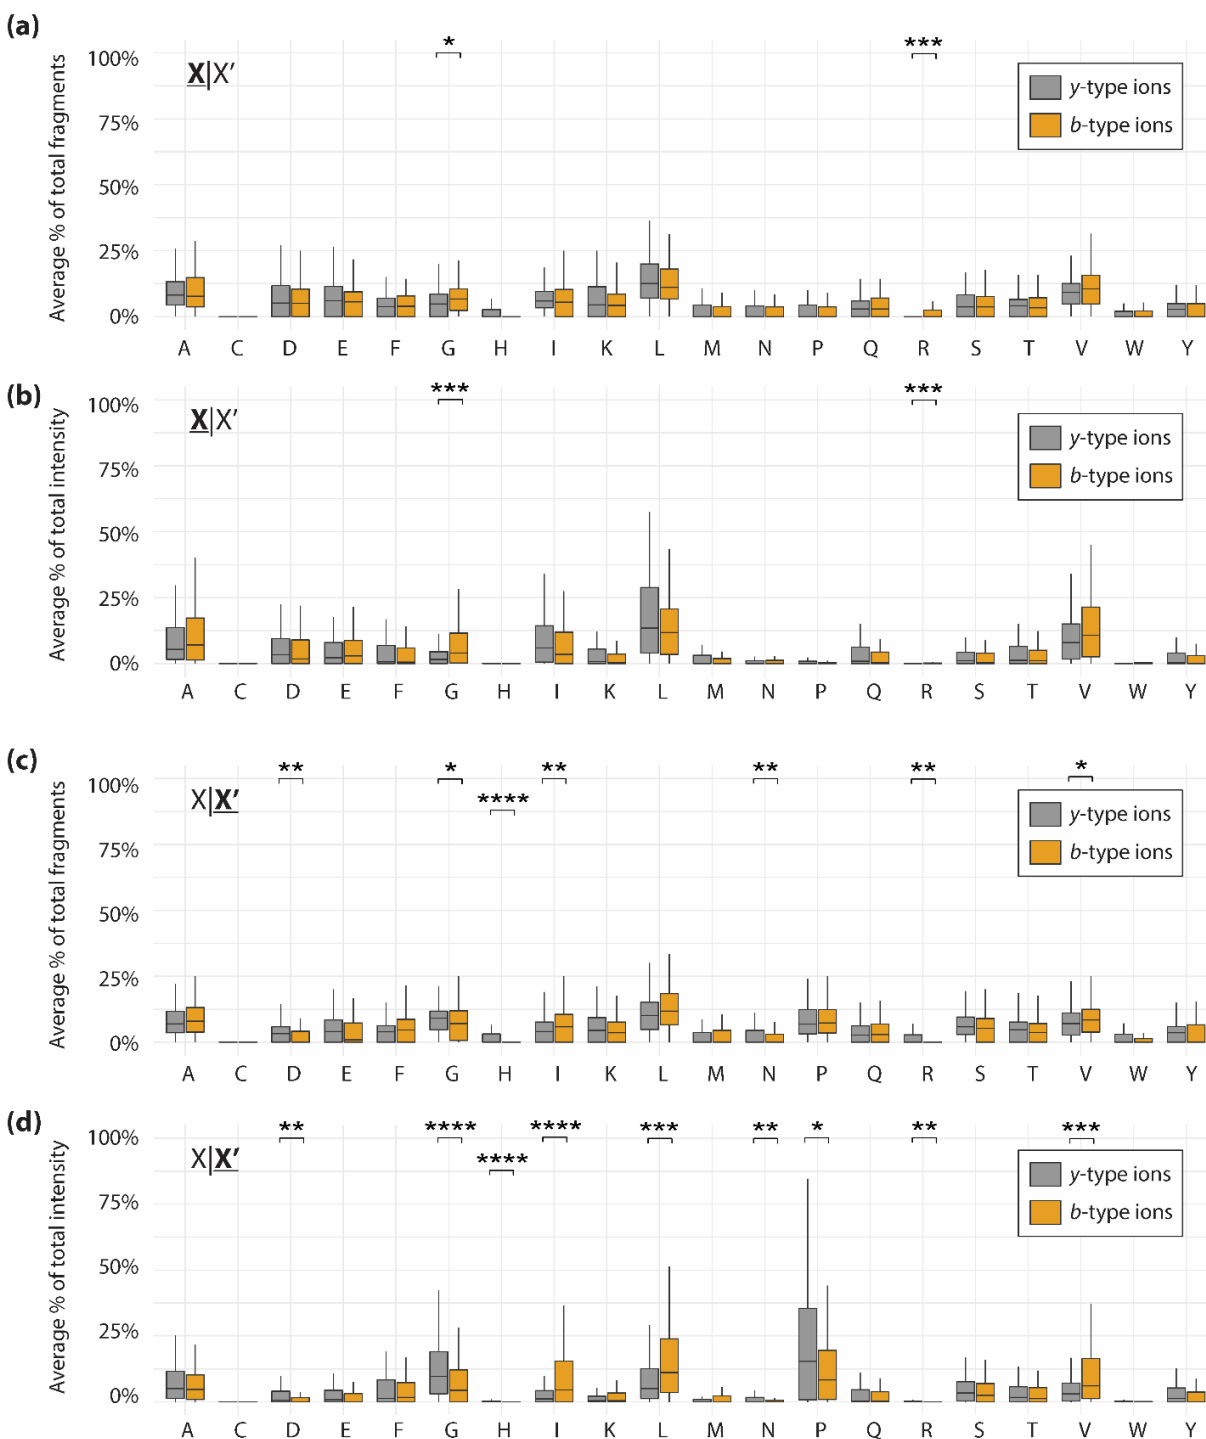 (a)
Average % of total fragments
* ***
100%
X|X′
y-type ions
b-type ions
75%
50%
25%
0%
A C D E F G H I K L M N P Q R S T V W Y
(b)
Average % of total intensity
*** ***
100%
X|X′
y-type ions
b-type ions
75%
50%
25%
0%
A C D E F G H I K L M N P Q R S T V W Y
(c)
Average % of total fragments
** * ** ** ** *
100%
X|X′
****
y-type ions
b-type ions
75%
50%
25%
0%
A C D E F G H I K L M N P Q R S T V W Y
(d)
Average % of total intensity
** **** **** *** ** * ** ***
100%
X|X′
****
y-type ions
b-type ions
75%
50%
25%
0%
A C D E F G H I K L M N P Q R S T V W Y